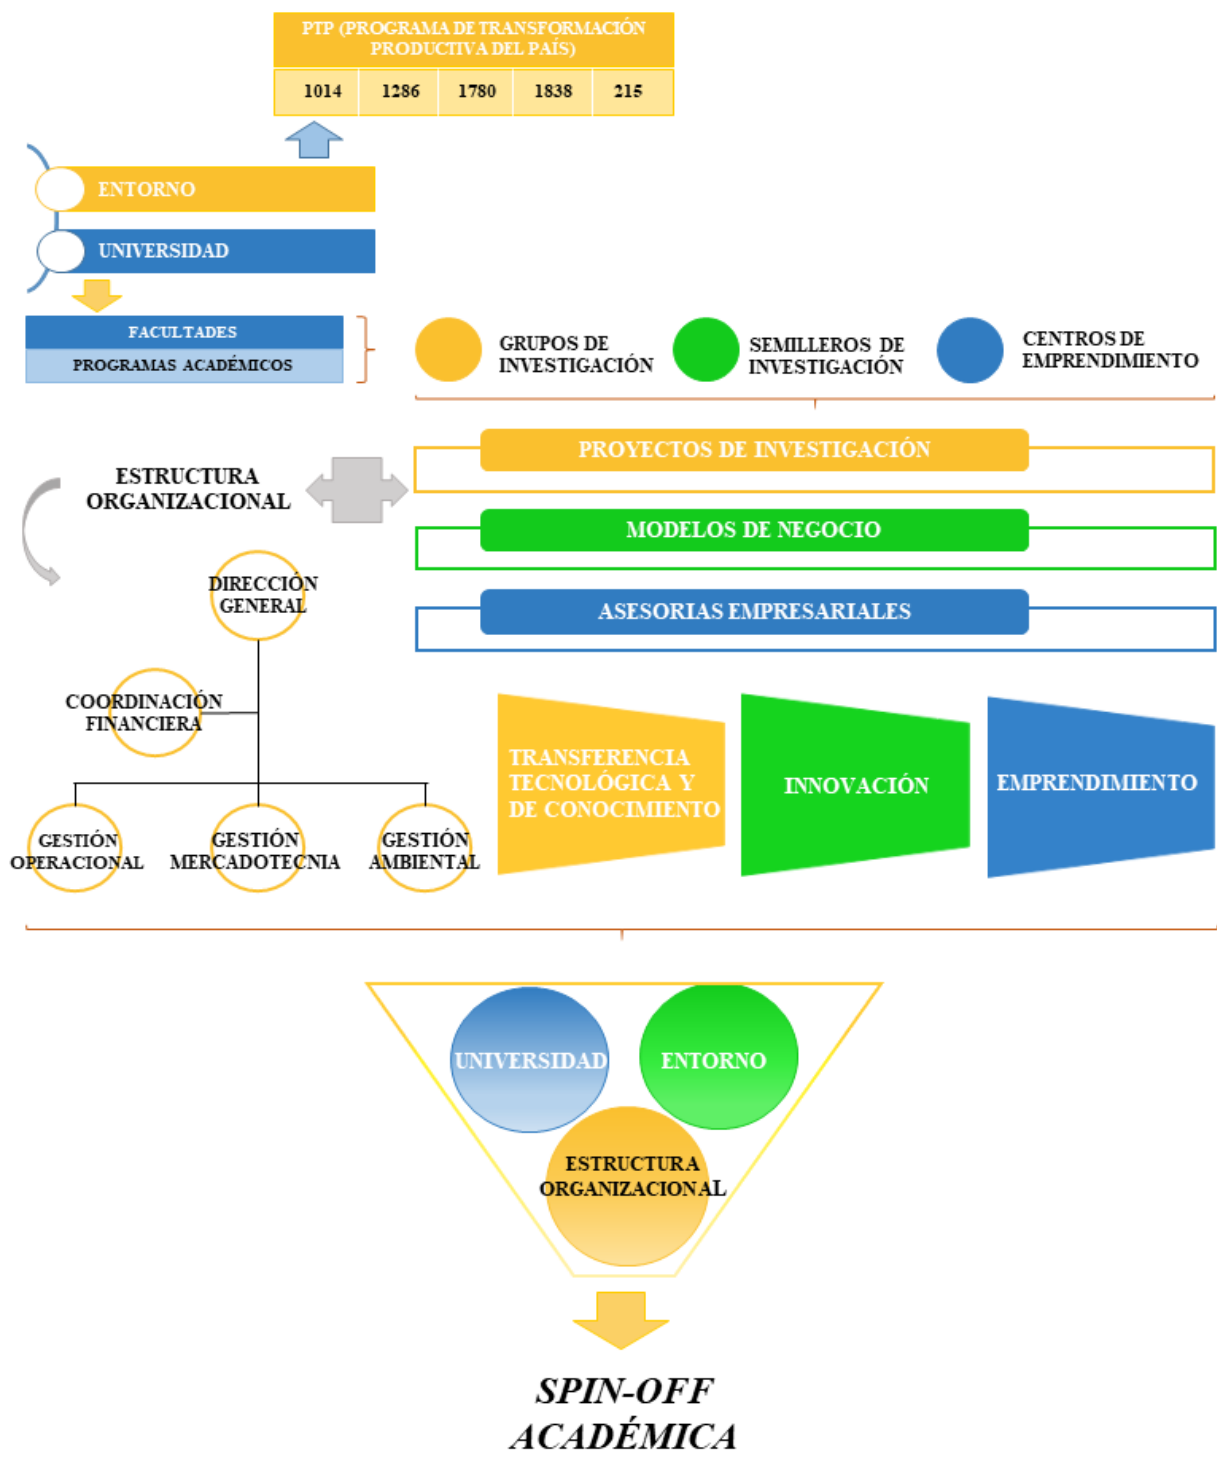 PTP (PROGRAMA DE TRANSFORMACIÓN
PRODUCTIVA DEL PAÍS)
1014 1286 1780 1838 215
ENTORNO
UNIVERSIDAD
FACULTADES
PROGRAMAS ACADÉMICOS
GRUPOS DE
INVESTIGACIÓN
SEMILLEROS DE
INVESTIGACIÓN
CENTROS DE
EMPRENDIMIENTO
PROYECTOS DE INVESTIGACIÓN
MODELOS DE NEGOCIO
ASESORIAS EMPRESARIALES
ESTRUCTURA
ORGANIZACIONAL
DIRECCIÓN
GENERAL
COORDINACIÓN
FINANCIERA
GESTIÓN
OPERACIONAL
GESTIÓN
MERCADOTECNIA
GESTIÓN
AMBIENTAL
TRANSFERENCIA
TECNOLÓGICA Y
DE CONOCIMIENTO
INNOVACIÓN
EMPRENDIMIENTO
UNIVERSIDAD
ENTORNO
ESTRUCTURA
ORGANIZACIONAL
SPIN-OFF
ACADÉMICA